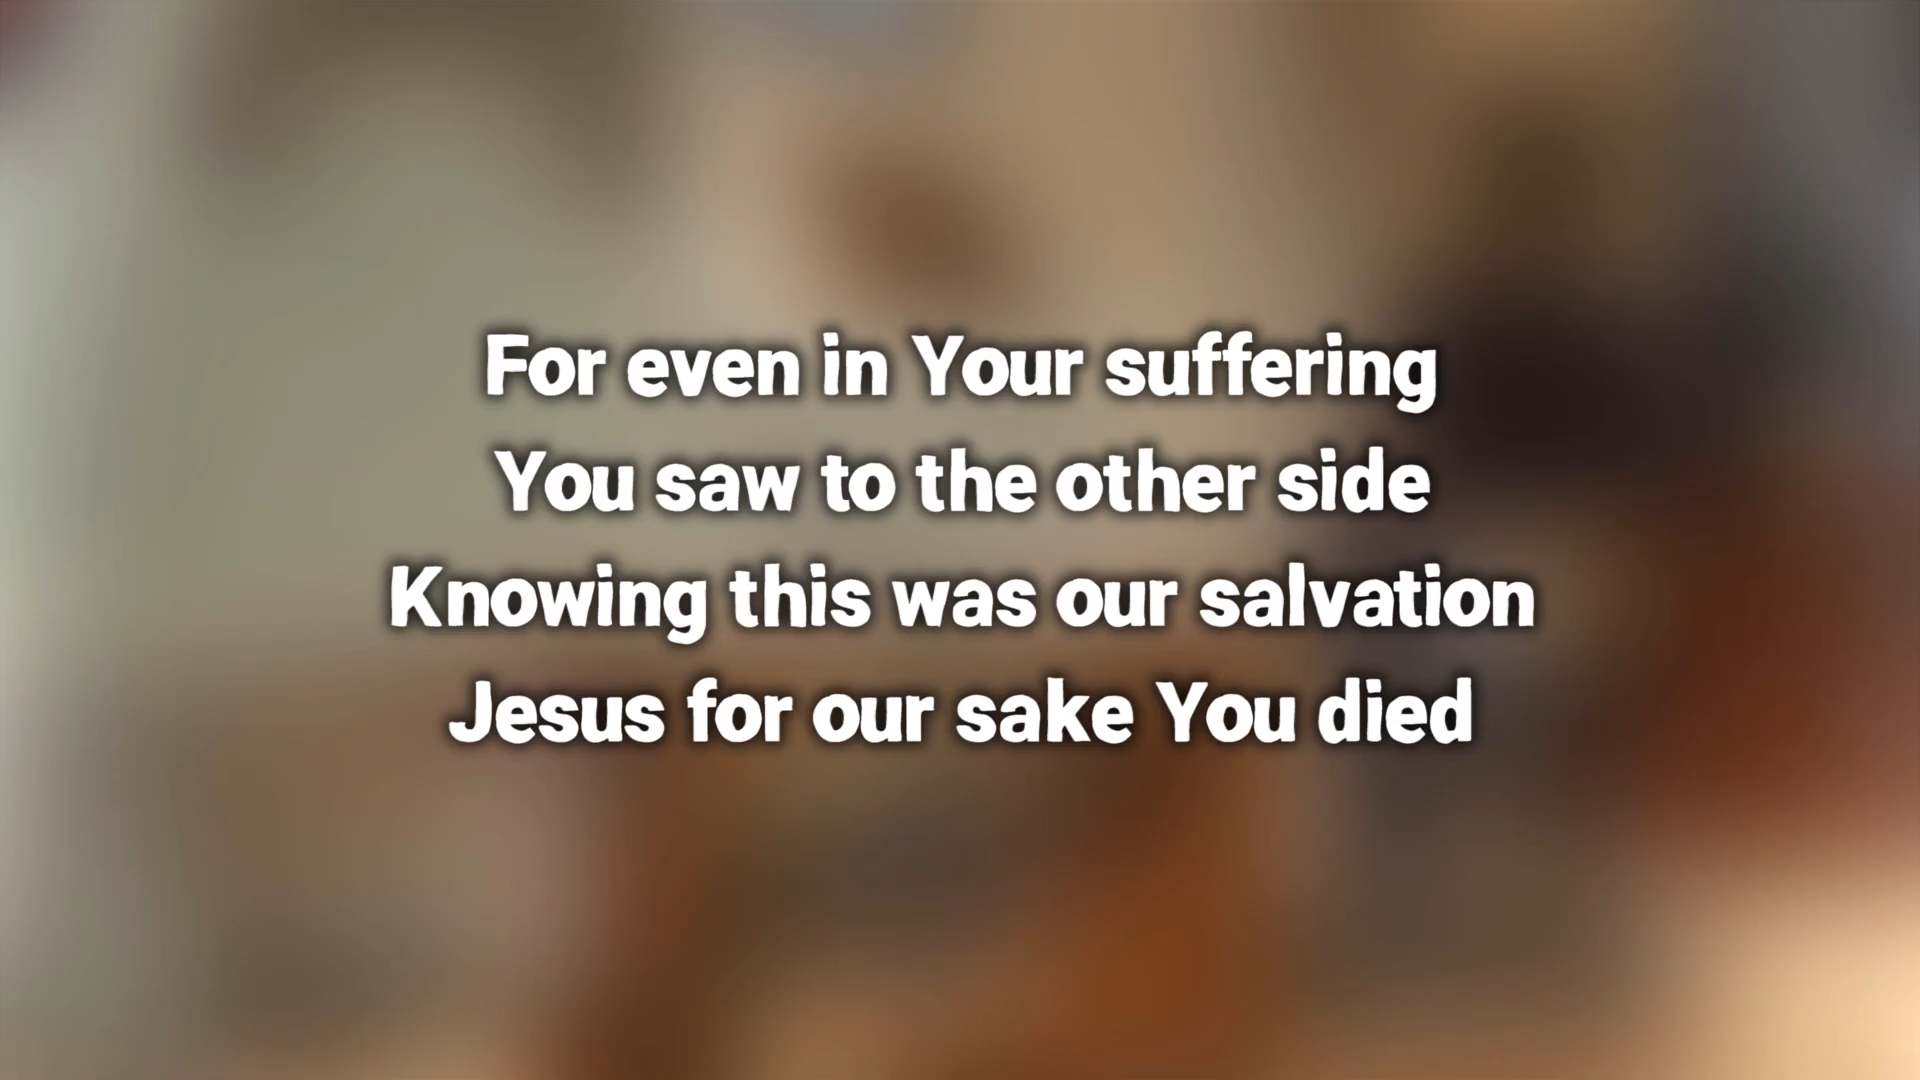 For even in Your suffering
You saw to the other side
Knowing this was our salvation
Jesus for our sake You died